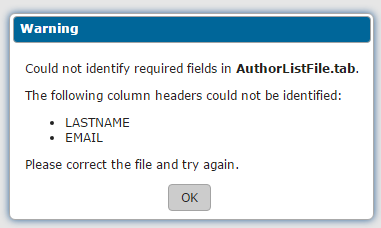 Warning
Could not identify required fields in AuthorListFile.tab.
The following column headers could not be identified:
• LASTNAME
• EMAIL
Please correct the file and try again.
OK